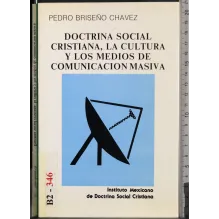 PEDRO BRISEÑO CHAVEZ
DOCTRINA SOCIAL
CRISTIANA, LA CULTURA
Y LOS MEDIOS DE
COMUNICACION MASIVA
B2 - 346
Instituto Mexicano
de Doctrina Social Cristiana